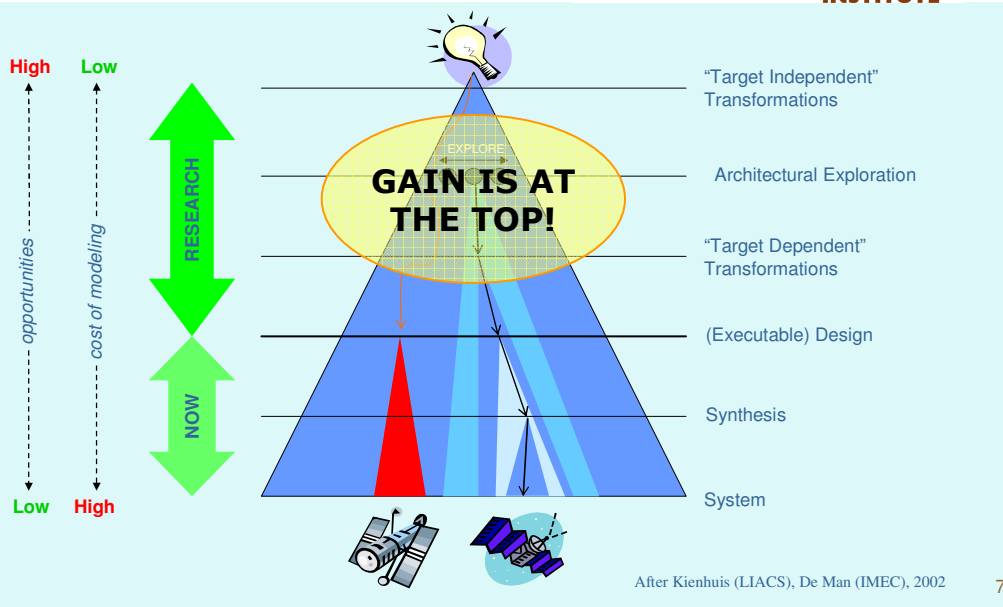 INSTITUTE
High
Low
"Target Independent"
Transformations
EXPLORE
RESEARCH
GAIN IS AT
THE TOP!
Architectural Exploration
opportunities
cost of modeling
"Target Dependent"
Transformations
(Executable) Design
NOW
Synthesis
Low
High
System
After Kienhuis (LIACS), De Man (IMEC), 2002
7